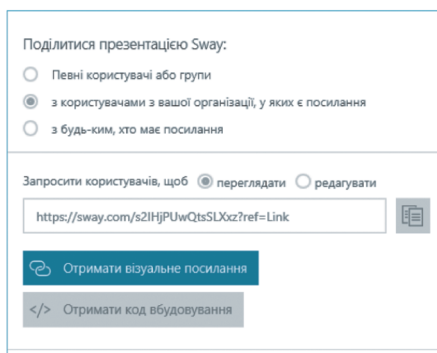 Поділитися презентацією Sway:
Певні користувачі або групи
з користувачами з вашої організації, у яких є посилання
з будь-ким, хто має посилання
Запросити користувачів, щоб переглядати редагувати
https://sway.com/s2IHjPUwQtsSLXxz?ref=Link
Отримати візуальне посилання
</> Отримати код вбудовування